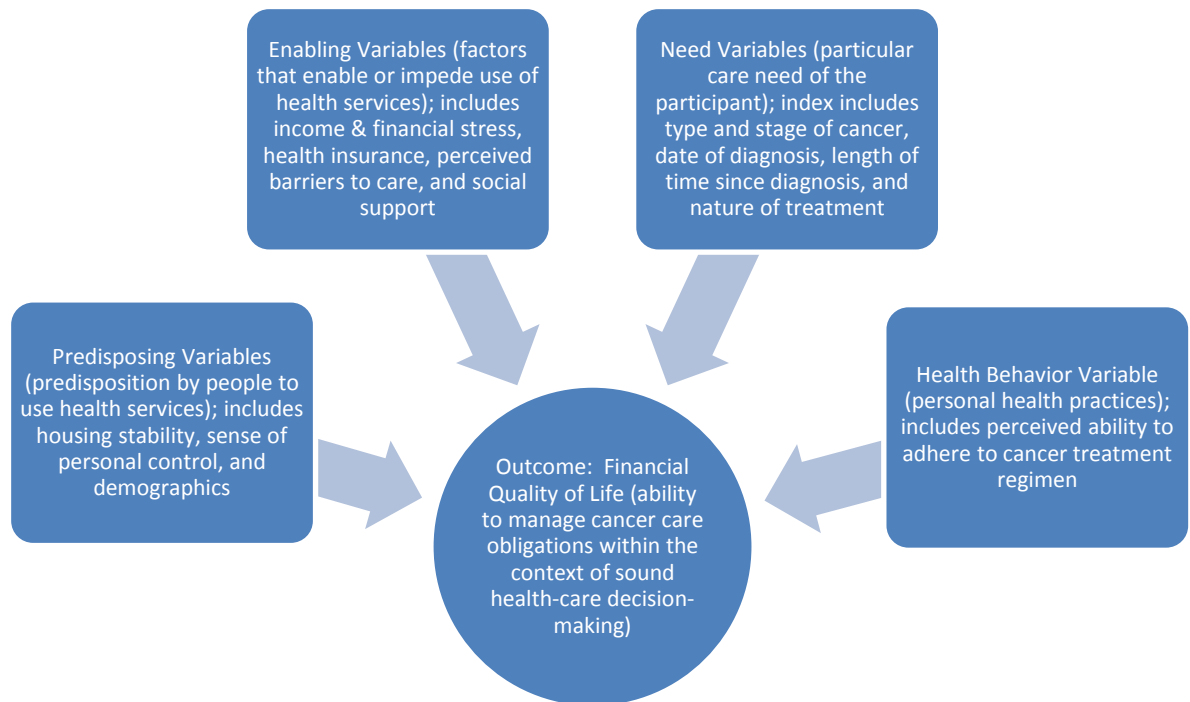 Enabling Variables (factors
that enable or impede use of
health services); includes
income & financial stress,
health insurance, perceived
barriers to care, and social
support
Need Variables (particular
care need of the
participant); index includes
type and stage of cancer,
date of diagnosis, length of
time since diagnosis, and
nature of treatment
Predisposing Variables
(predisposition by people to
use health services); includes
housing stability, sense of
personal control, and
demographics
Health Behavior Variable
(personal health practices);
includes perceived ability to
adhere to cancer treatment
regimen
Outcome: Financial
Quality of Life (ability
to manage cancer care
obligations within the
context of sound
health-care decision-
making)